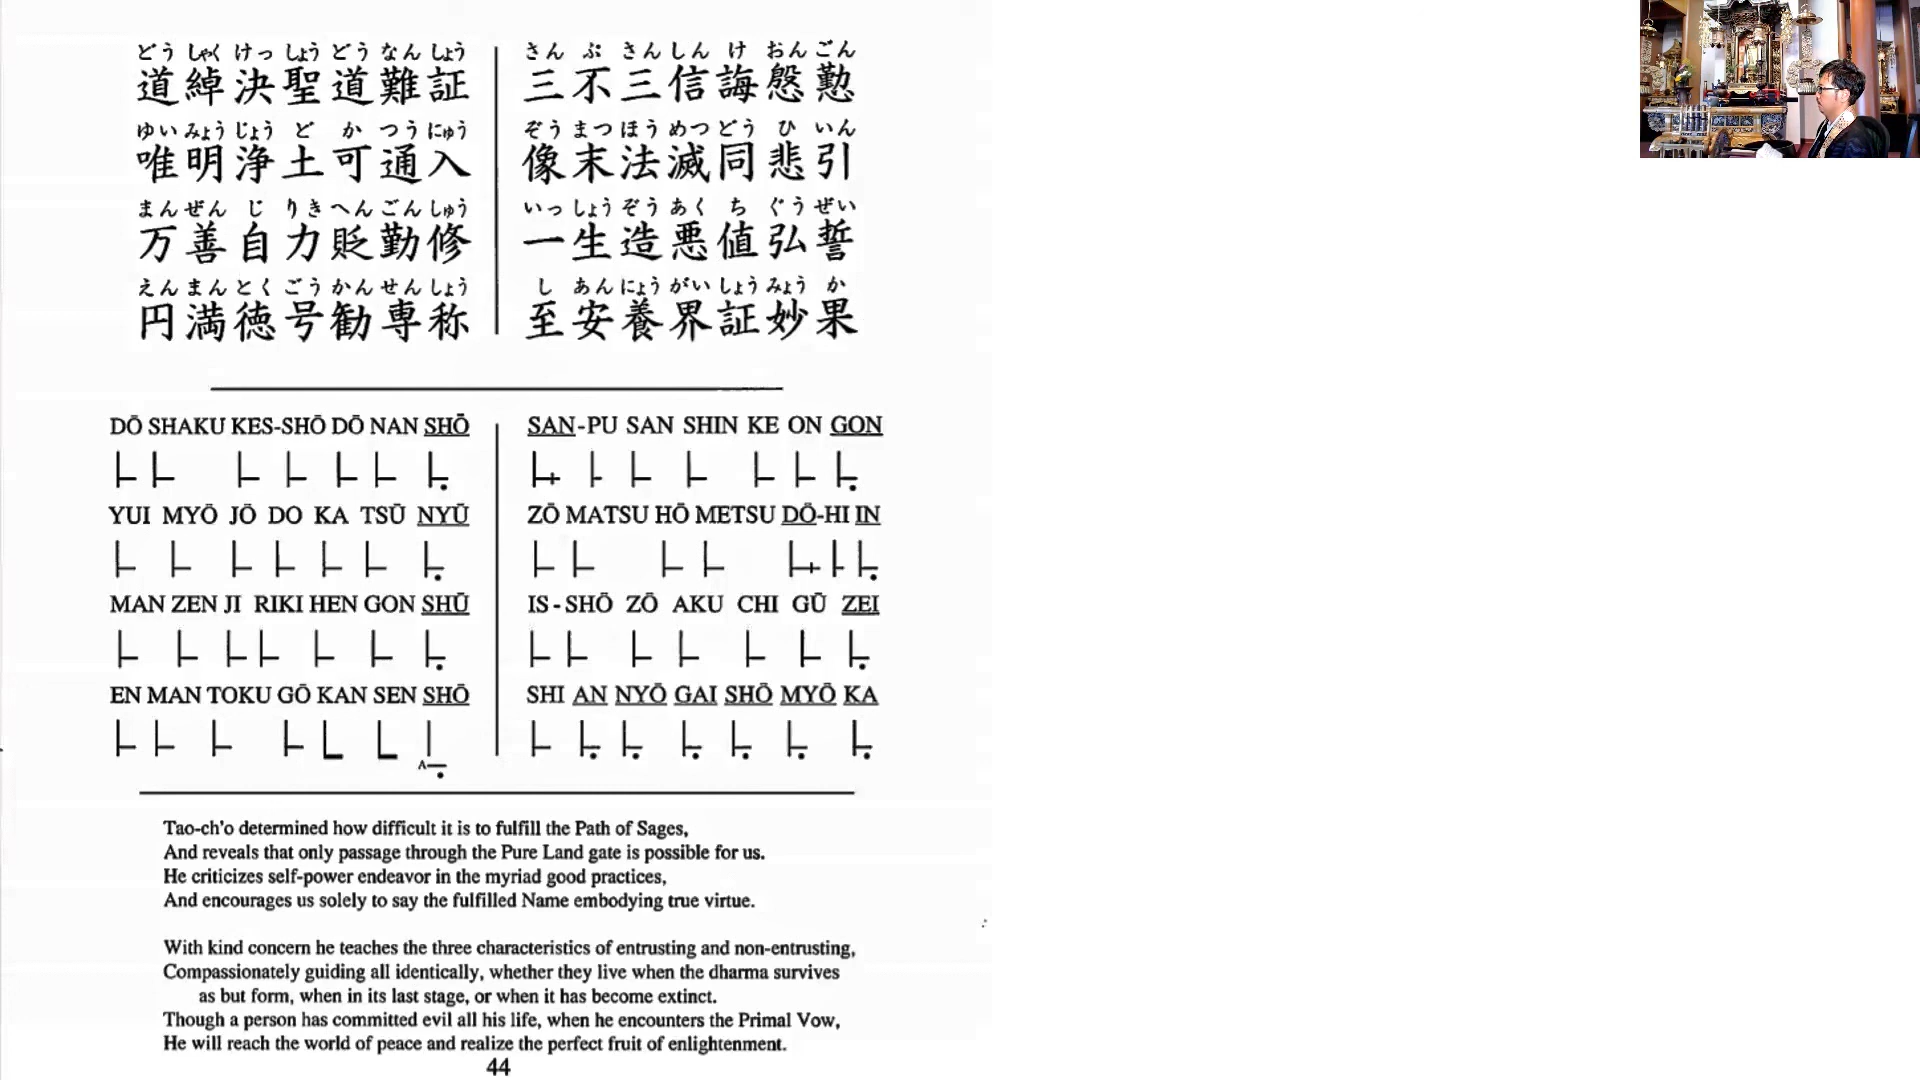 どうしゃくけっしょうどうなんしょう
道綽決聖道難証
ゆいみょうじょうどかつうにゅう
唯明浄土可通入
まんぜんじりきへんごんしゅう
万善自力貶勤修
えんまんとくごうかんせんしょう
円満徳号勧専称
さんぷさんしんけおんごん
三不三信誨慇懃
ぞうまつほうめつどうひいん
像末法滅同悲引
いっしょうぞうあくちぐうぜい
一生造悪値弘誓
しあんにょうがいしょうみょうか
至安養界証妙果
DŌ SHAKU KES-SHŌ DŌ NAN SHŌ
YUI MYŌ JŌ DO KA TSŪ NYŪ
MAN ZEN JI RIKI HEN GON SHŪ
EN MAN TOKU GŌ KAN SEN SHŌ
SAN-PU SAN SHIN KE ON GON
ZŌ MATSU HŌ METSU DŌ-HI IN
IS-SHŌ ZŌ AKU CHI GŪ ZEI
SHI AN NYŌ GAI SHŌ MYŌ KA
Tao-ch'o determined how difficult it is to fulfill the Path of Sages,
And reveals that only passage through the Pure Land gate is possible for us.
He criticizes self-power endeavor in the myriad good practices,
And encourages us solely to say the fulfilled Name embodying true virtue.
With kind concern he teaches the three characteristics of entrusting and non-entrusting,
Compassionately guiding all identically, whether they live when the dharma survives
as but form, when in its last stage, or when it has become extinct.
Though a person has committed evil all his life, when he encounters the Primal Vow,
He will reach the world of peace and realize the perfect fruit of enlightenment.
44